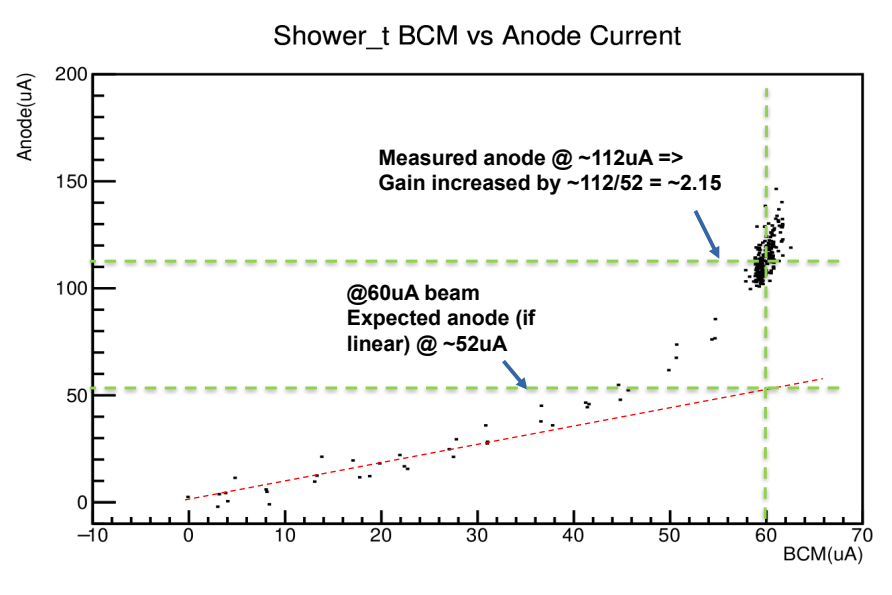 Shower_t BCM vs Anode Current
Anode(uA)
200
150
100
50
0
Measured anode @ ~112uA =>
Gain increased by ~112/52 = ~2.15
@60uA beam
Expected anode (if
linear) @ ~52uA
−10 0 10 20 30 40 50 60 70
BCM(uA)